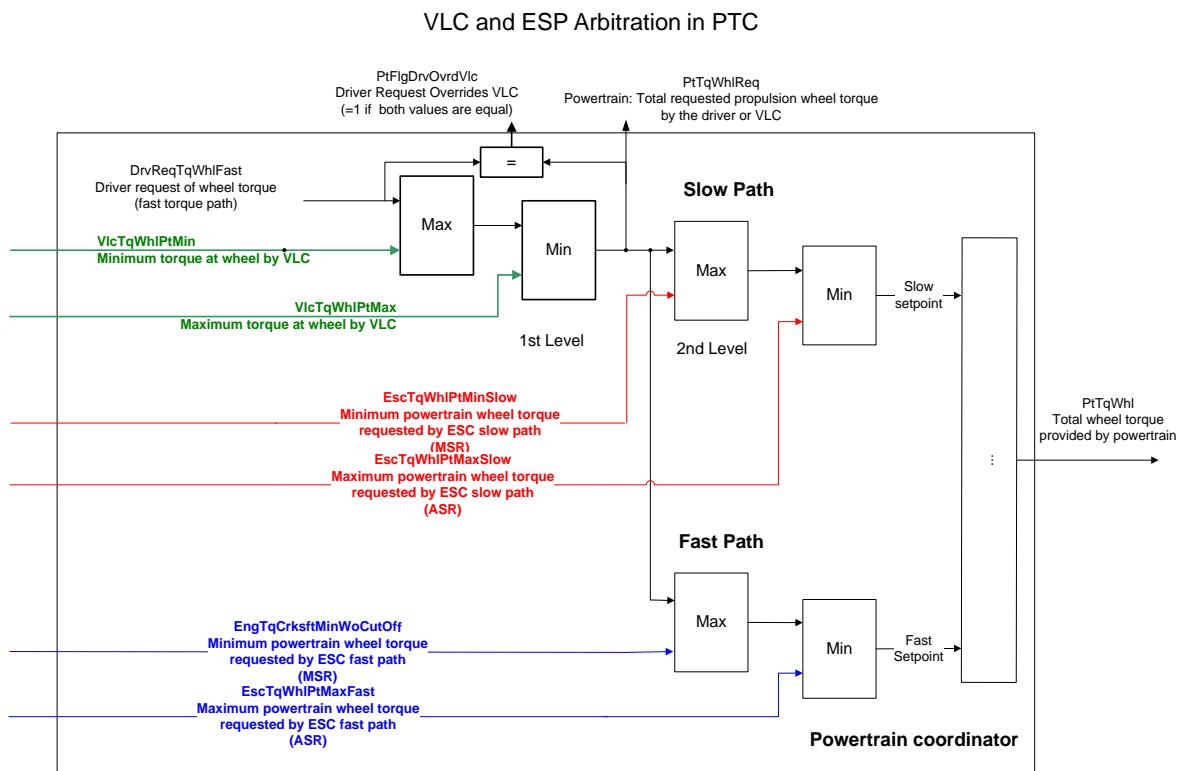 VLC and ESP Arbitration in PTC
PtFlgDrvOvrdVlc
Driver Request Overrides VLC
(=1 if both values are equal)
PtTqWhlReq
Powertrain: Total requested propulsion wheel torque
by the driver or VLC
=
DrvReqTqWhlFast
Driver request of wheel torque
(fast torque path)
Max
Min
Slow Path
Max
Min
VlcTqWhlPtMin
Minimum torque at wheel by VLC
VlcTqWhlPtMax
Maximum torque at wheel by VLC
1st Level
2nd Level
Slow
setpoint
EscTqWhlPtMinSlow
Minimum powertrain wheel torque
requested by ESC slow path
(MSR)
EscTqWhlPtMaxSlow
Maximum powertrain wheel torque
requested by ESC slow path
(ASR)
...
PtTqWhl
Total wheel torque
provided by powertrain
Fast Path
Max
Min
EngTqCrksftMinWoCutOff
Minimum powertrain wheel torque
requested by ESC fast path
(MSR)
EscTqWhlPtMaxFast
Maximum powertrain wheel torque
requested by ESC fast path
(ASR)
Fast
Setpoint
Powertrain coordinator